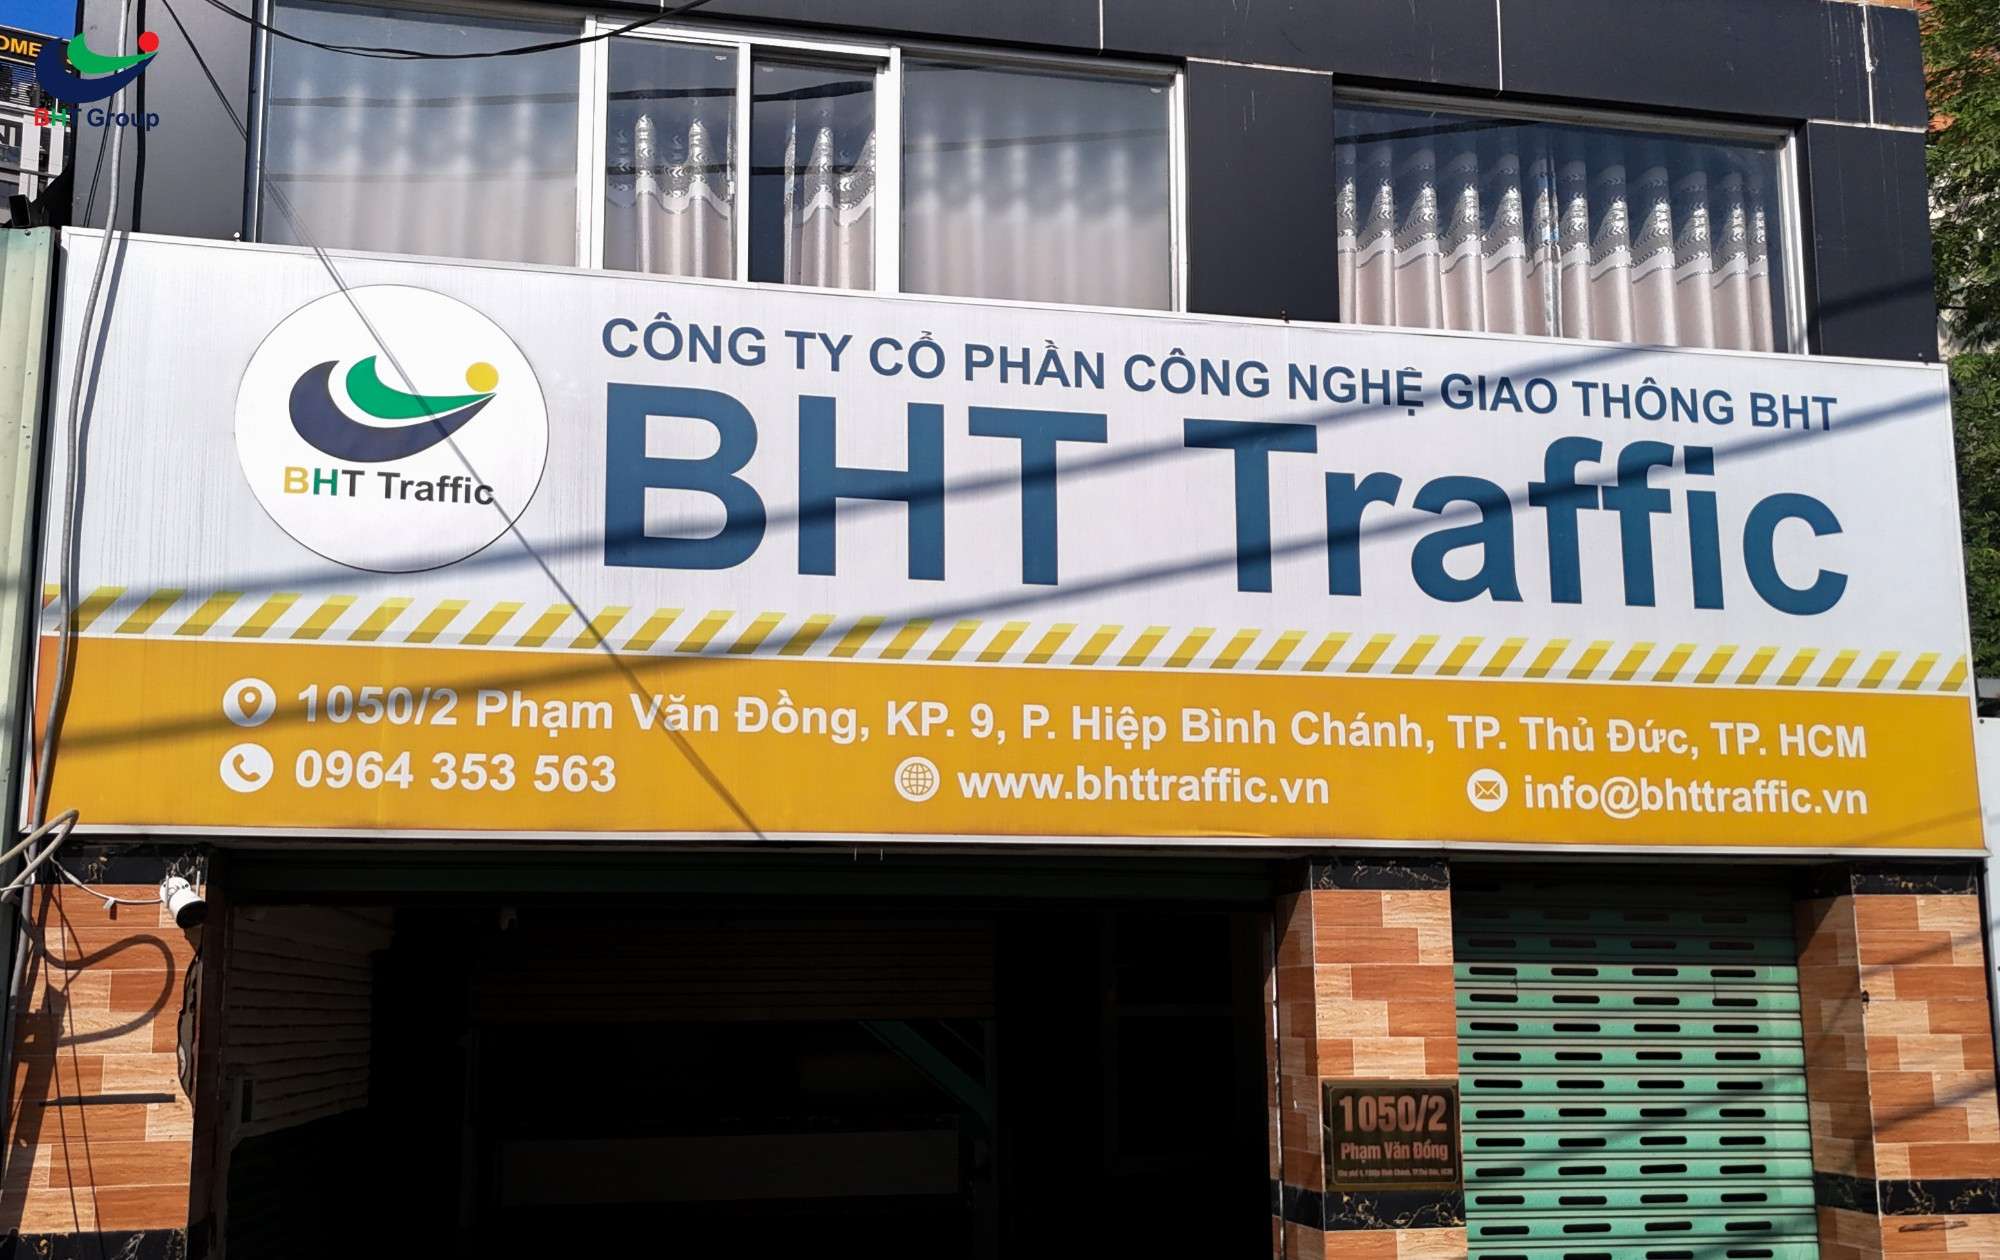 OME
BHT Group
CÔNG TY CỔ PHẦN CÔNG NGHỆ GIAO THÔNG BHT
BHT Traffic
BHT Traffic
1050/2 Phạm Văn Đồng, KP. 9, P. Hiệp Bình Chánh, TP. Thủ Đức, TP. HCM
0964 353 563
www.bhttraffic.vn
info@bhttraffic.vn
1050/2
Phạm Văn Đồng